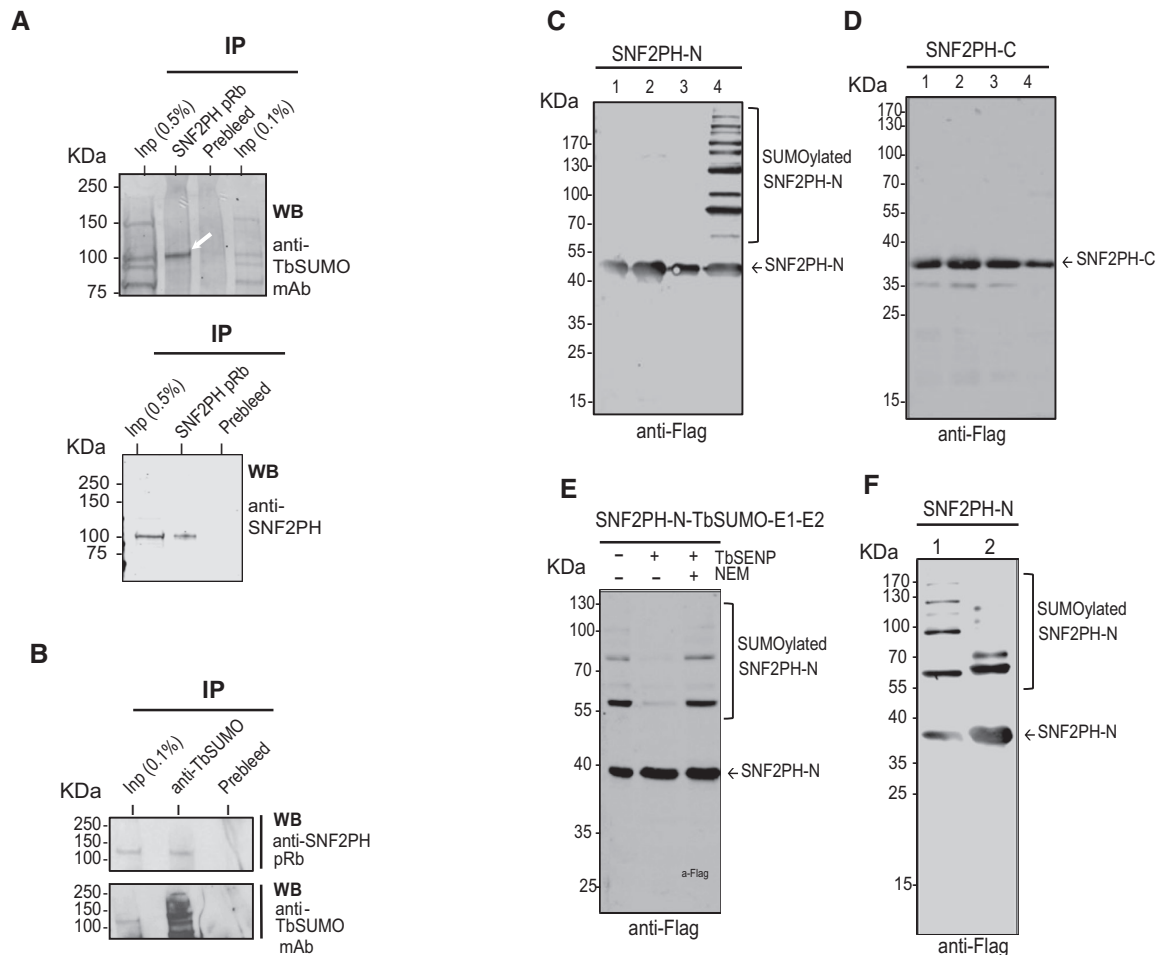 A
IP
Inp (0.5%)
SNF2PH pRb
Prebleed
Inp (0.1%)
KDa
250
150
100
75
WB
anti-
TbSUMO
mAb
IP
Inp (0.5%)
SNF2PH pRb
Prebleed
KDa
250
150
100
75
WB
anti-
SNF2PH
B
IP
Inp (0.1%)
anti-TbSUMO
Prebleed
KDa
250
150
100
WB
anti-SNF2PH
pRb
250
150
100
WB
anti-
TbSUMO
mAb
C
SNF2PH-N
1 2 3 4
KDa
170
130
100
70
55
40
35
25
15
SUMOylated
SNF2PH-N
←SNF2PH-N
anti-Flag
D
SNF2PH-C
1 2 3 4
KDa
170
130
100
70
55
40
35
25
15
←SNF2PH-C
anti-Flag
E
SNF2PH-N-TbSUMO-E1-E2
– + + TbSENP
– – + NEM
KDa
130
100
70
55
40
35
25
SUMOylated
SNF2PH-N
←SNF2PH-N
a-Flag
anti-Flag
F
SNF2PH-N
1 2
KDa
170
130
100
70
55
40
35
25
15
SUMOylated
SNF2PH-N
←SNF2PH-N
anti-Flag